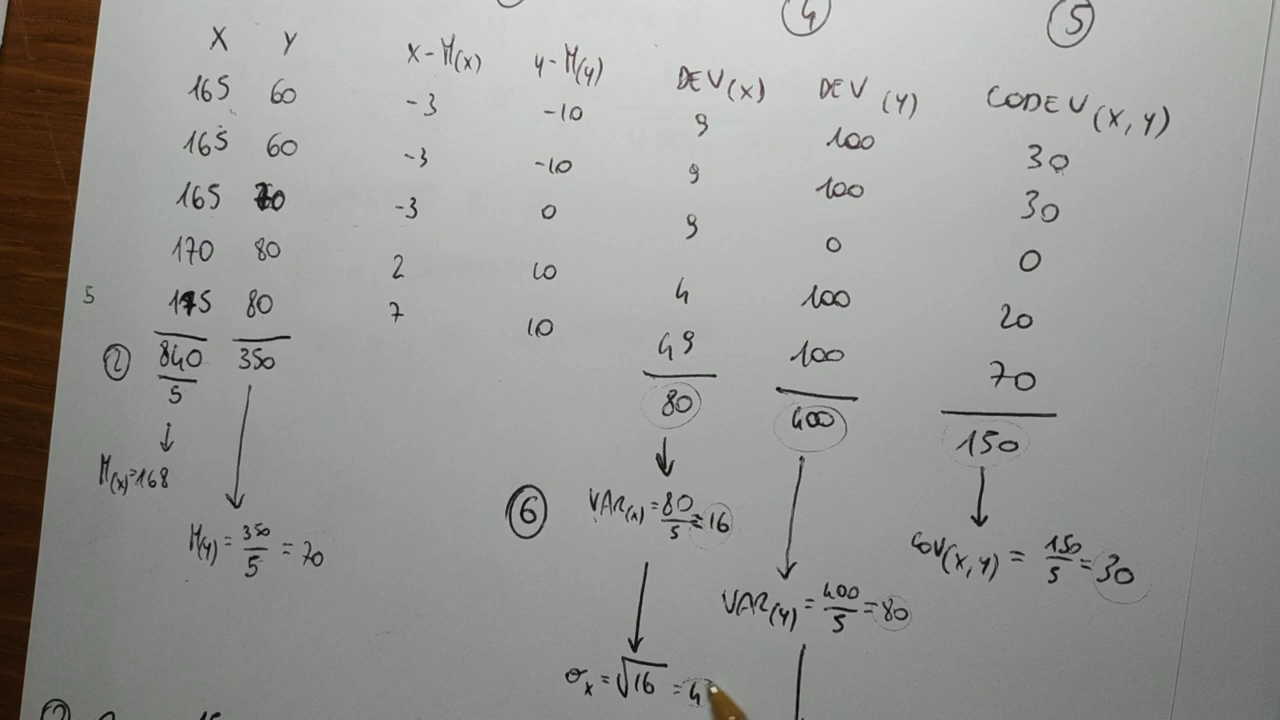 ④ ⑤
X Y X-M(x) y-M(y) DEV(x) DEV(y) CODEV(x,y)
165 60 -3 -10 9 100 30
165 60 -3 -10 9 100 30
165 70 -3 0 9 0 0
170 80 2 10 4 100 20
5 175 80 7 10 49 100 70
② 840/5 350 80 400 150
M(x)=168
M(y)=350/5=70
⑥ VAR(x)=80/5=16
VAR(y)=400/5=80
COV(x,y)=150/5=30
σx=√16=4